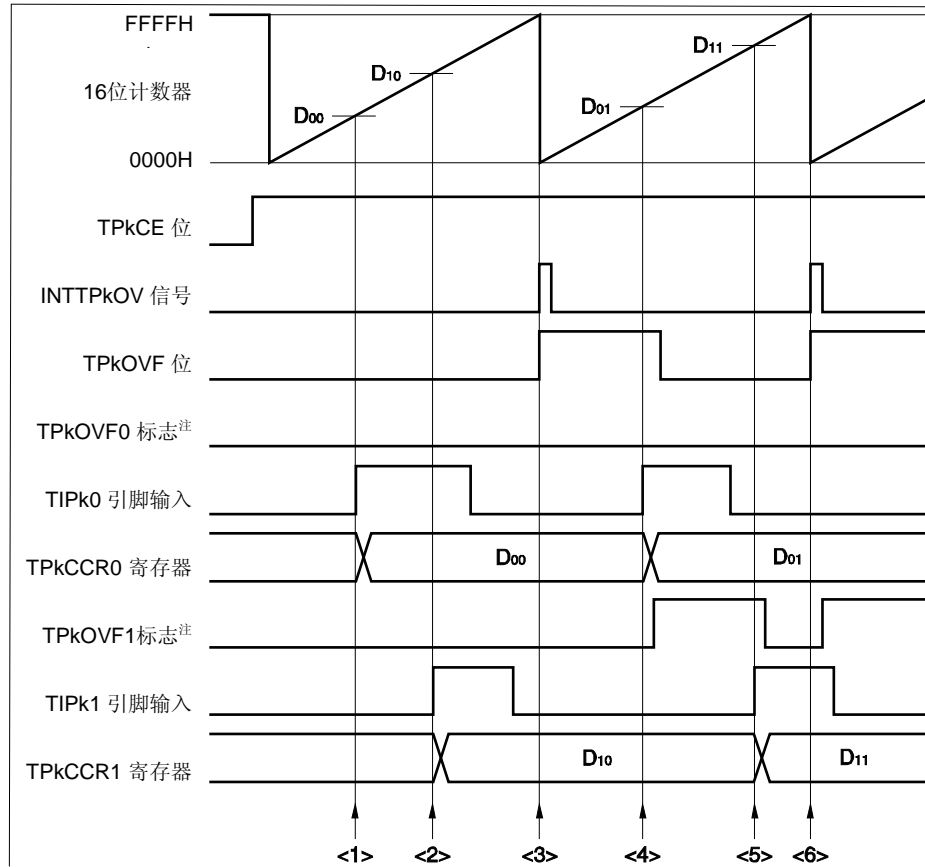 FFFFH
16位计数器
0000H
D00
D10
D01
D11
TPkCE 位
INTTPkOV 信号
TPkOVF 位
TPkOVF0 标志注
TIPk0 引脚输入
TPkCCR0 寄存器
D00
D01
TPkOVF1标志注
TIPk1 引脚输入
TPkCCR1 寄存器
D10
D11
<1> <2> <3> <4> <5> <6>